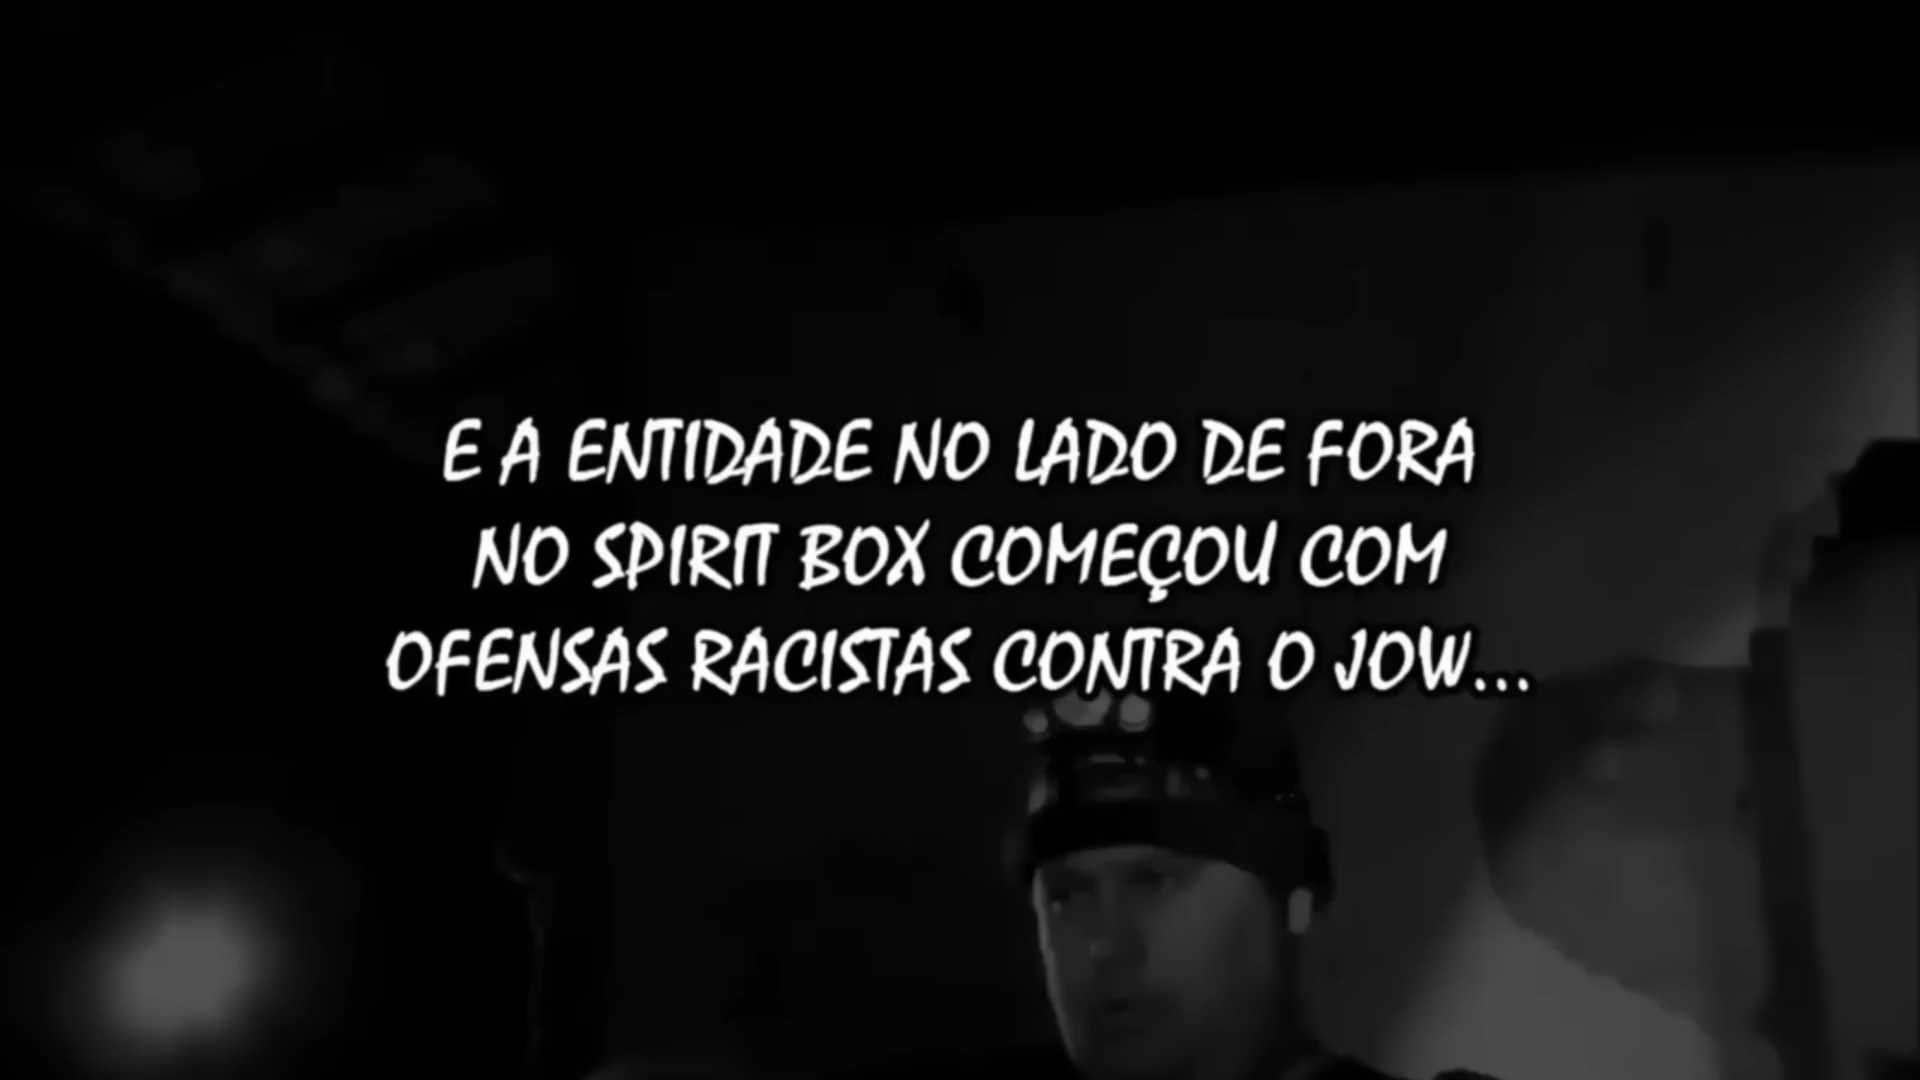 E A ENTIDADE NO LADO DE FORA
NO SPIRIT BOX COMEÇOU COM
OFENSAS RACISTAS CONTRA O JOW...